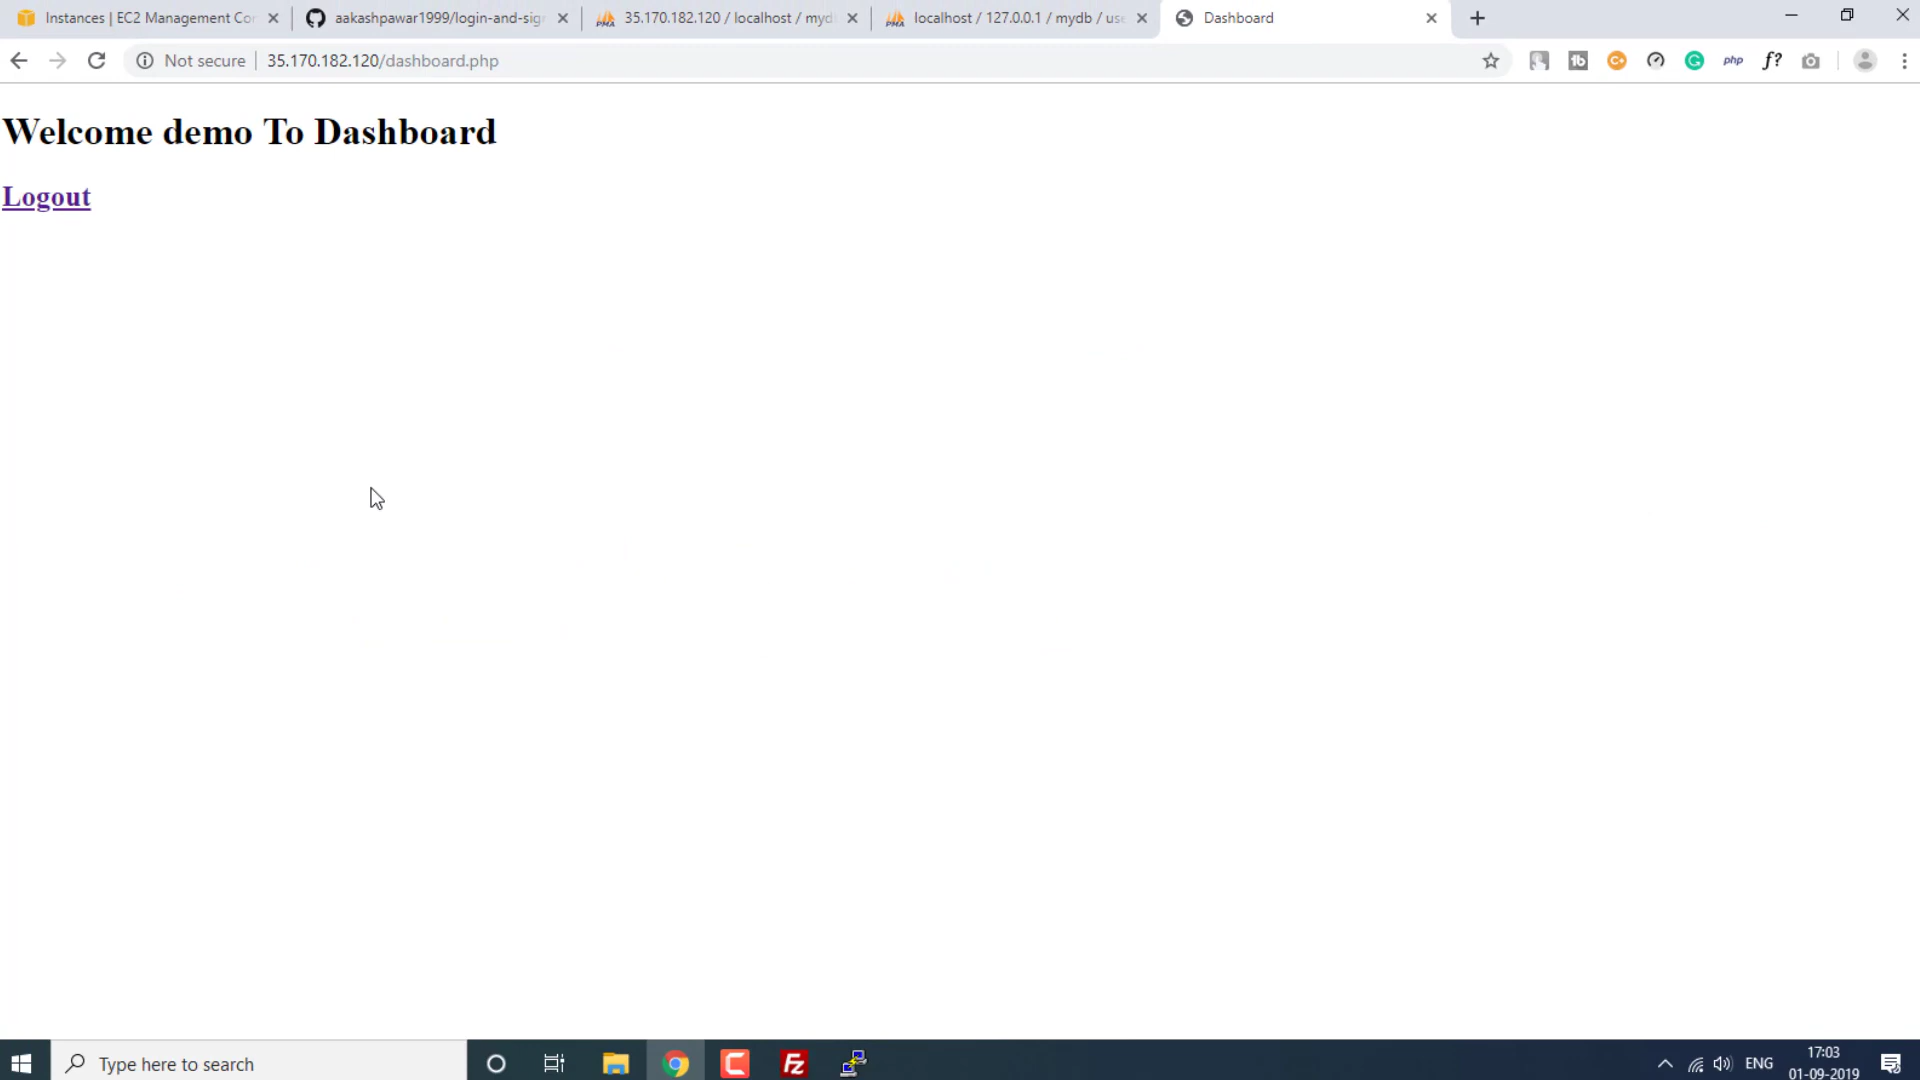 Instances | EC2 Management Cor
aakashpawar1999/login-and-sig
35.170.182.120 / localhost / myd
localhost / 127.0.0.1 / mydb / use
Dashboard
Not secure
35.170.182.120/dashboard.php
php
f?
Welcome demo To Dashboard
Logout
Type here to search
ENG
17:03
01-09-2019